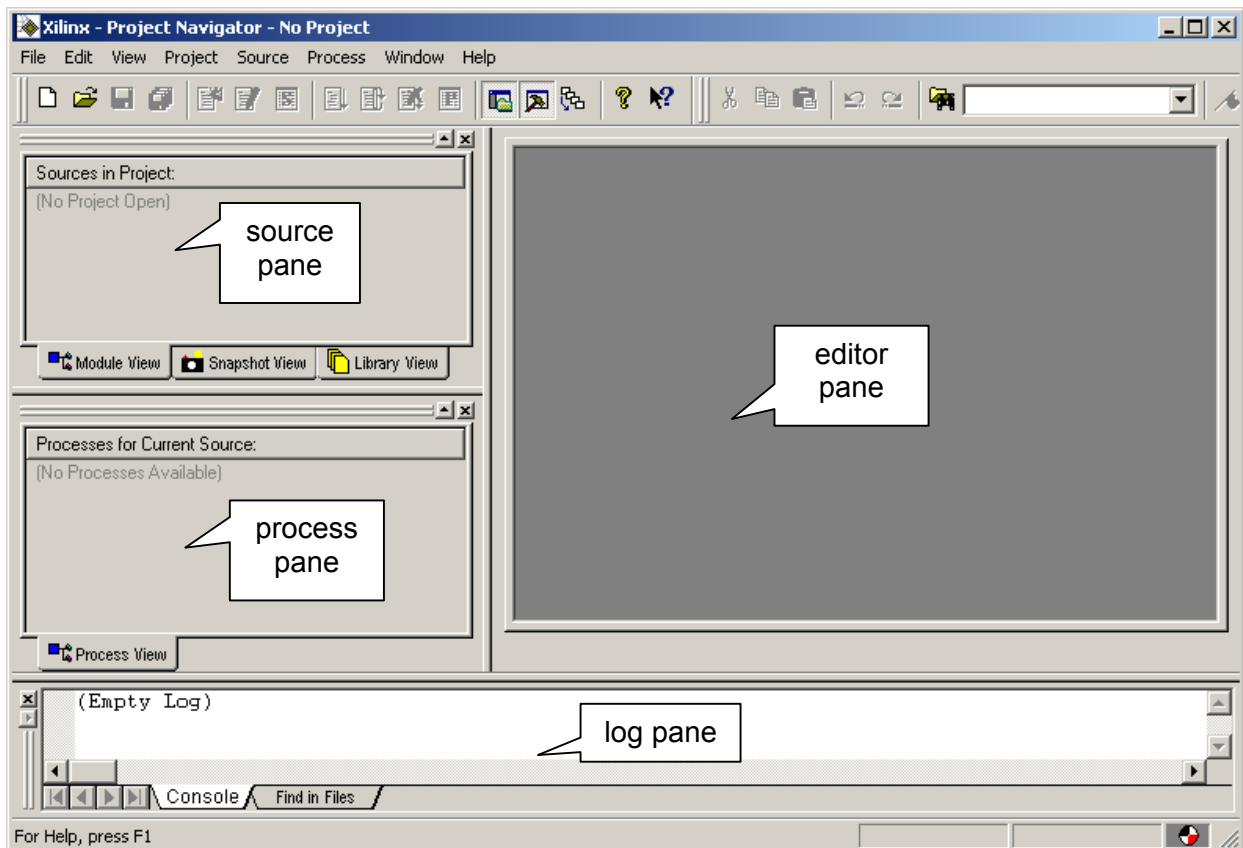 Xilinx - Project Navigator - No Project
File Edit View Project Source Process Window Help
Sources in Project:
(No Project Open)
source
pane
Module View Snapshot View Library View
Processes for Current Source:
(No Processes Available)
process
pane
Process View
editor
pane
(Empty Log)
log pane
Console Find in Files
For Help, press F1